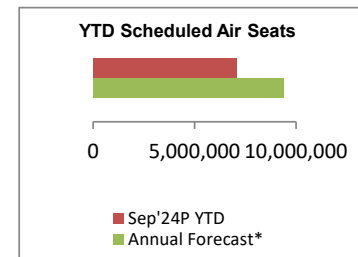 YTD Scheduled Air Seats
0 5,000,000 10,000,000
Sep'24P YTD
Annual Forecast*